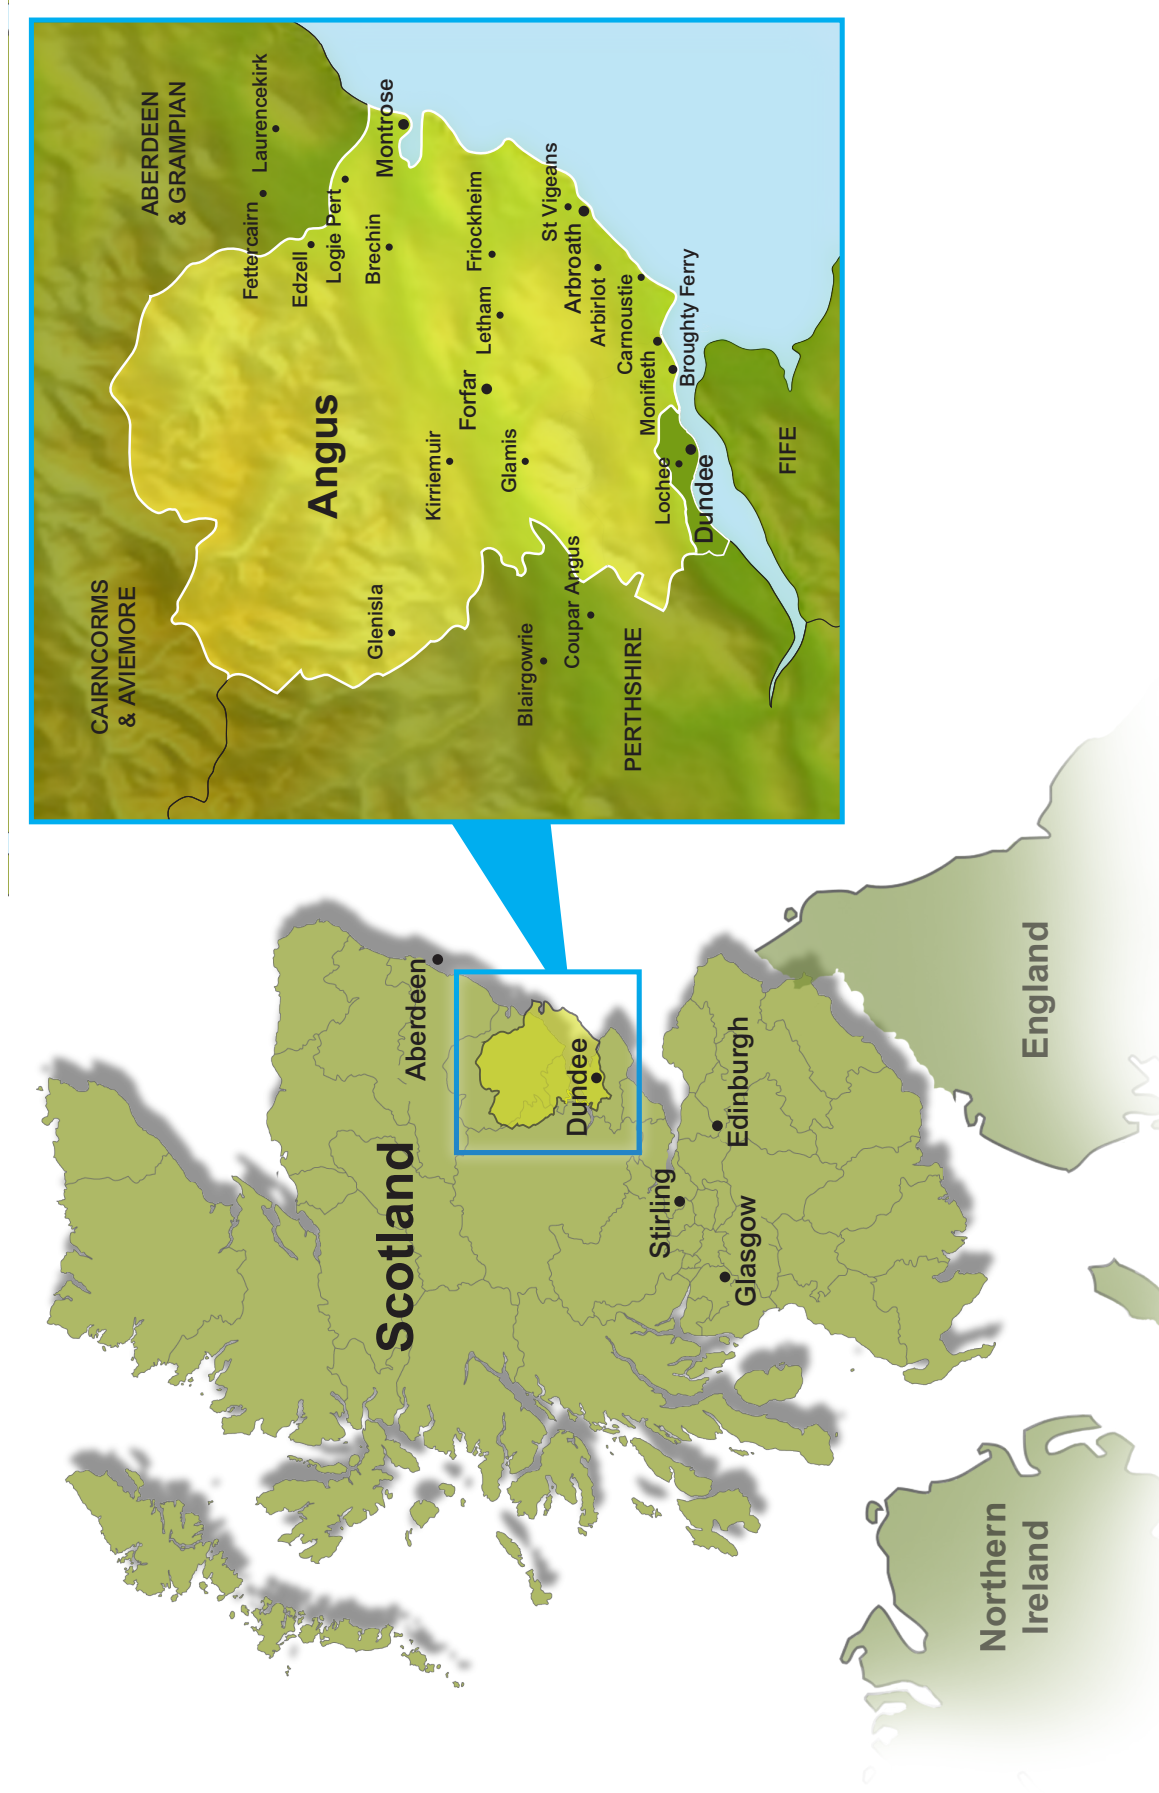 CAIRNCORMS
& AVIEMORE
ABERDEEN
& GRAMPIAN
Laurencekirk
Fettercairn
Edzell
Logie Pert
Montrose
Brechin
Angus
Glenisla
Kirriemuir
Forfar
Letham
Friockheim
Glamis
St Vigeans
Arbroath
Arbirlot
Carnoustie
Monifieth
Broughty Ferry
Lochee
Dundee
Blairgowrie
Coupar Angus
PERTHSHIRE
FIFE
Scotland
Aberdeen
Dundee
Stirling
Edinburgh
Glasgow
England
Northern
Ireland